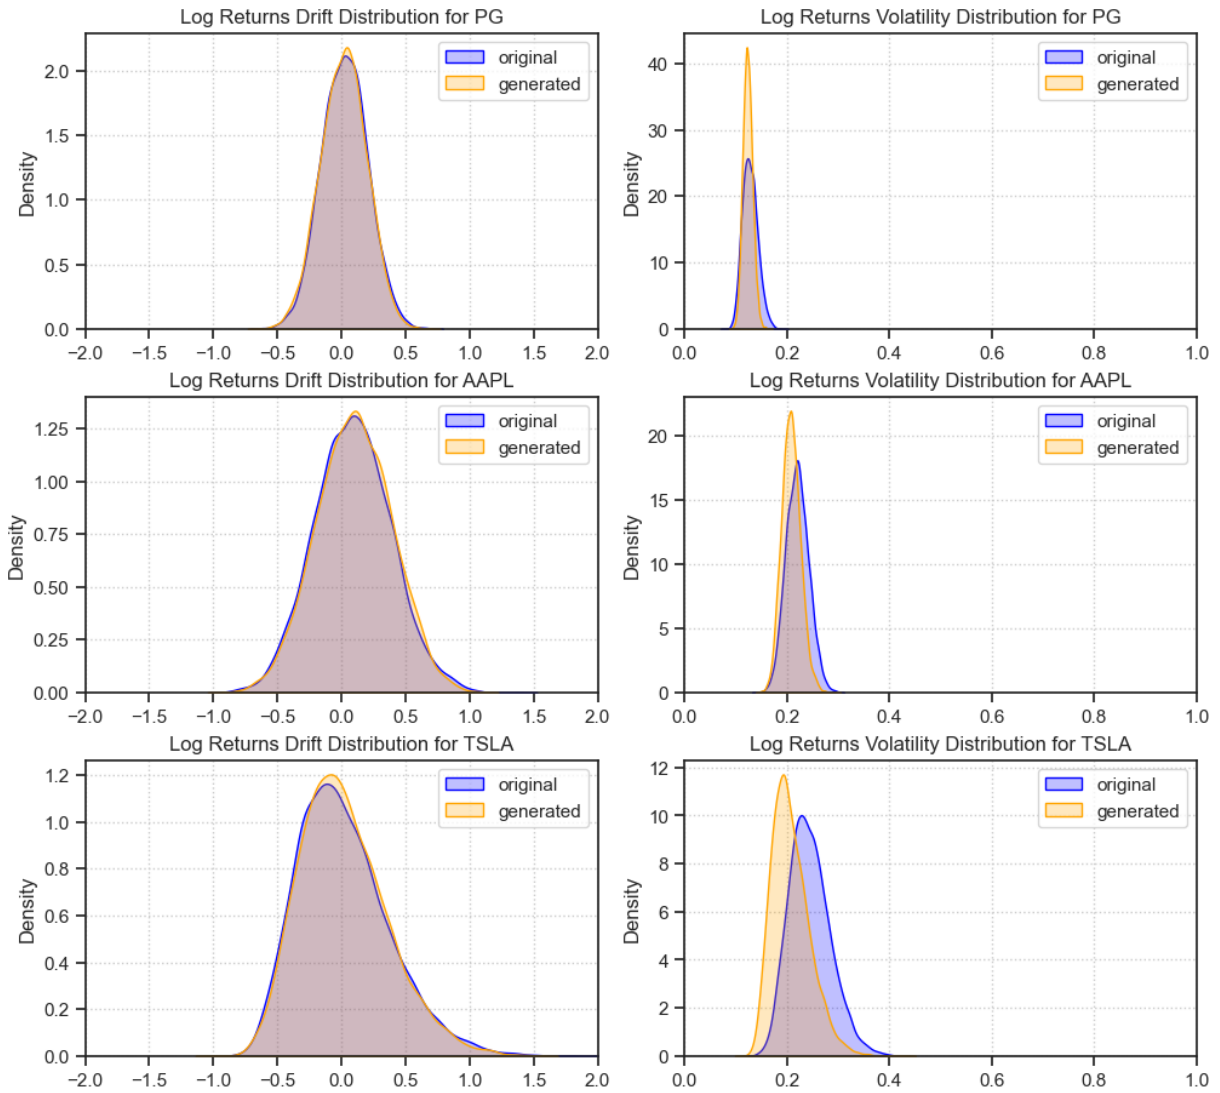 Log Returns Drift Distribution for PG
original
generated
Density
2.0
1.5
1.0
0.5
0.0
−2.0 −1.5 −1.0 −0.5 0.0 0.5 1.0 1.5 2.0
Log Returns Volatility Distribution for PG
original
generated
Density
40
30
20
10
0
0.0 0.2 0.4 0.6 0.8 1.0
Log Returns Drift Distribution for AAPL
original
generated
Density
1.25
1.00
0.75
0.50
0.25
0.00
−2.0 −1.5 −1.0 −0.5 0.0 0.5 1.0 1.5 2.0
Log Returns Volatility Distribution for AAPL
original
generated
Density
20
15
10
5
0
0.0 0.2 0.4 0.6 0.8 1.0
Log Returns Drift Distribution for TSLA
original
generated
Density
1.2
1.0
0.8
0.6
0.4
0.2
0.0
−2.0 −1.5 −1.0 −0.5 0.0 0.5 1.0 1.5 2.0
Log Returns Volatility Distribution for TSLA
original
generated
Density
12
10
8
6
4
2
0
0.0 0.2 0.4 0.6 0.8 1.0